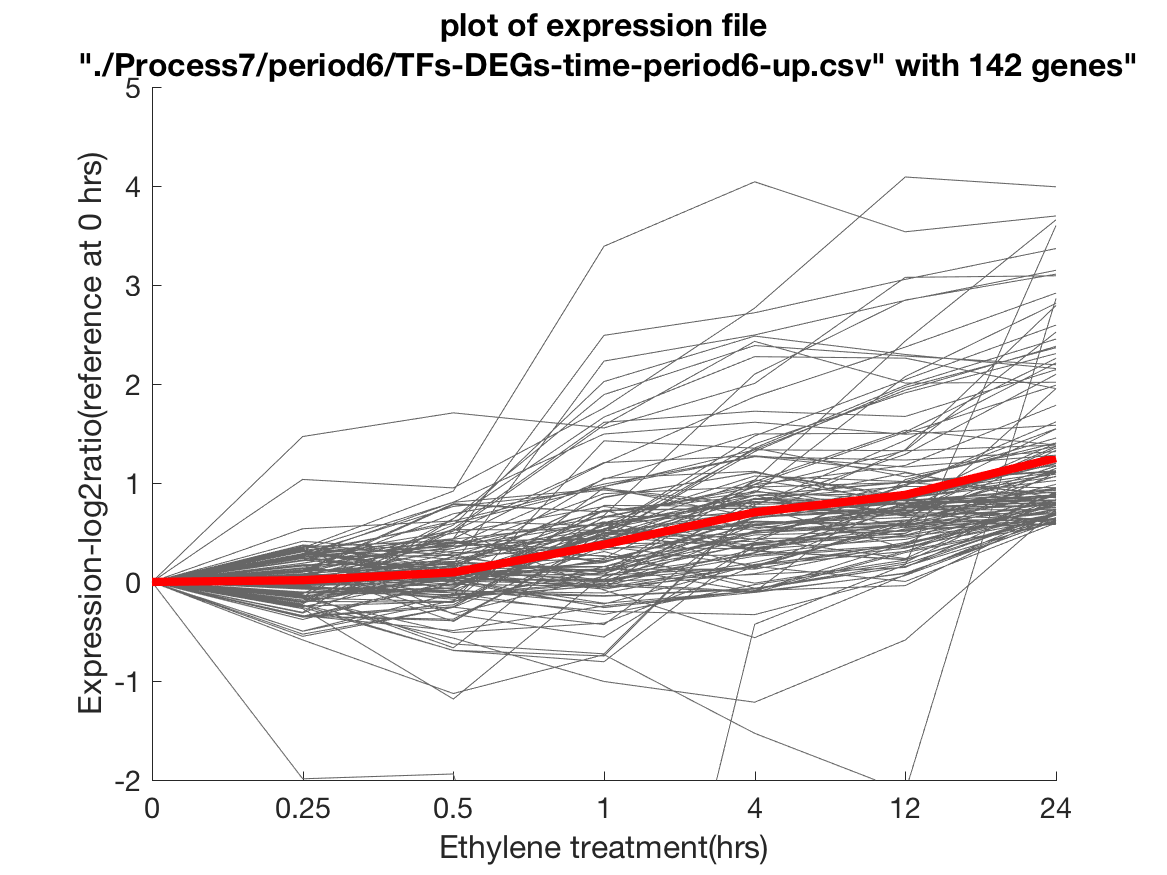 plot of expression file
"./Process7/period6/TFs-DEGs-time-period6-up.csv" with 142 genes"
Expression-log2ratio(reference at 0 hrs)
5
4
3
2
1
0
-1
-2
0 0.25 0.5 1 4 12 24
Ethylene treatment(hrs)